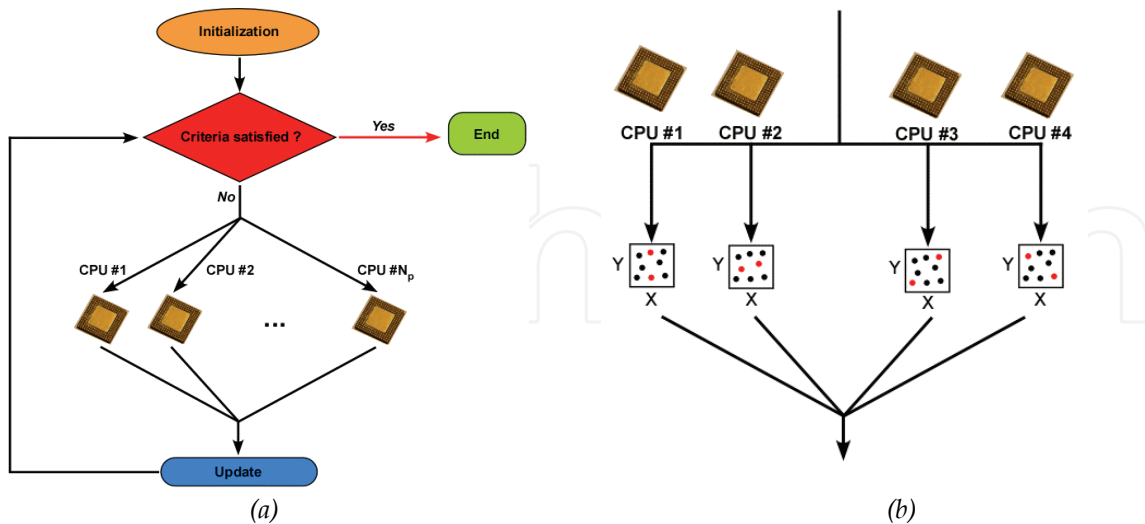 Initialization
Criteria satisfied ?
Yes
End
No
CPU #1
CPU #2
CPU #Np
...
Update
(a)
CPU #1
CPU #2
CPU #3
CPU #4
Y
X
Y
X
Y
X
Y
X
(b)